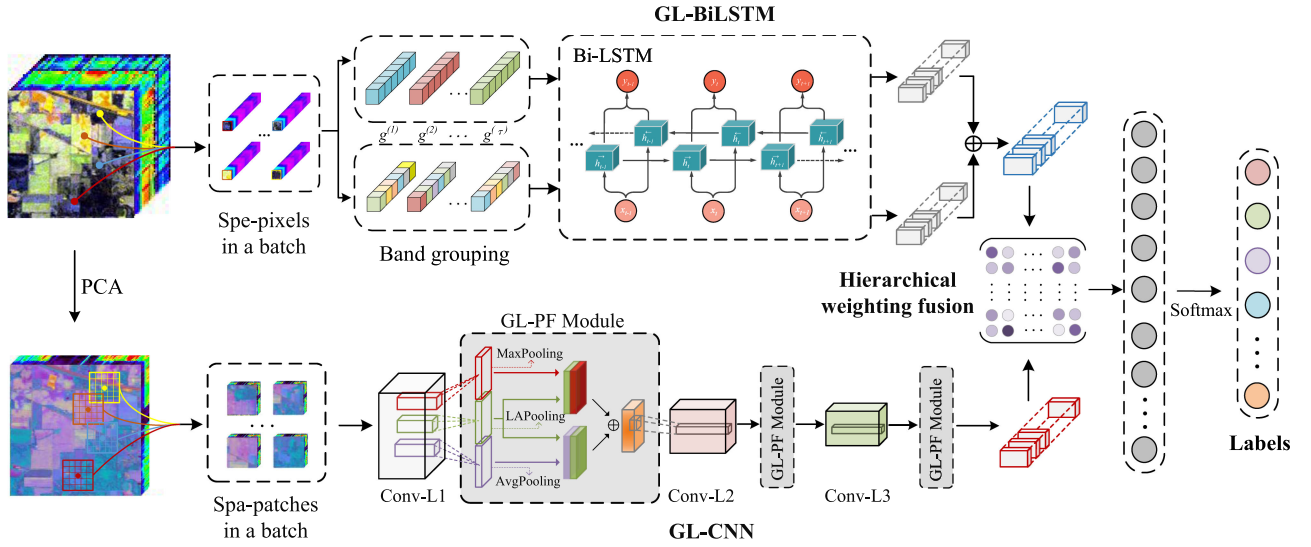 GL-BiLSTM
Bi-LSTM
g(1) g(2) ... g(τ)
Spe-pixels
in a batch
Band grouping
PCA
Hierarchical
weighting fusion
Softmax
Labels
GL-PF Module
MaxPooling
LAPooling
AvgPooling
GL-PF Module
GL-PF Module
Conv-L1
Conv-L2
Conv-L3
Spa-patches
in a batch
GL-CNN